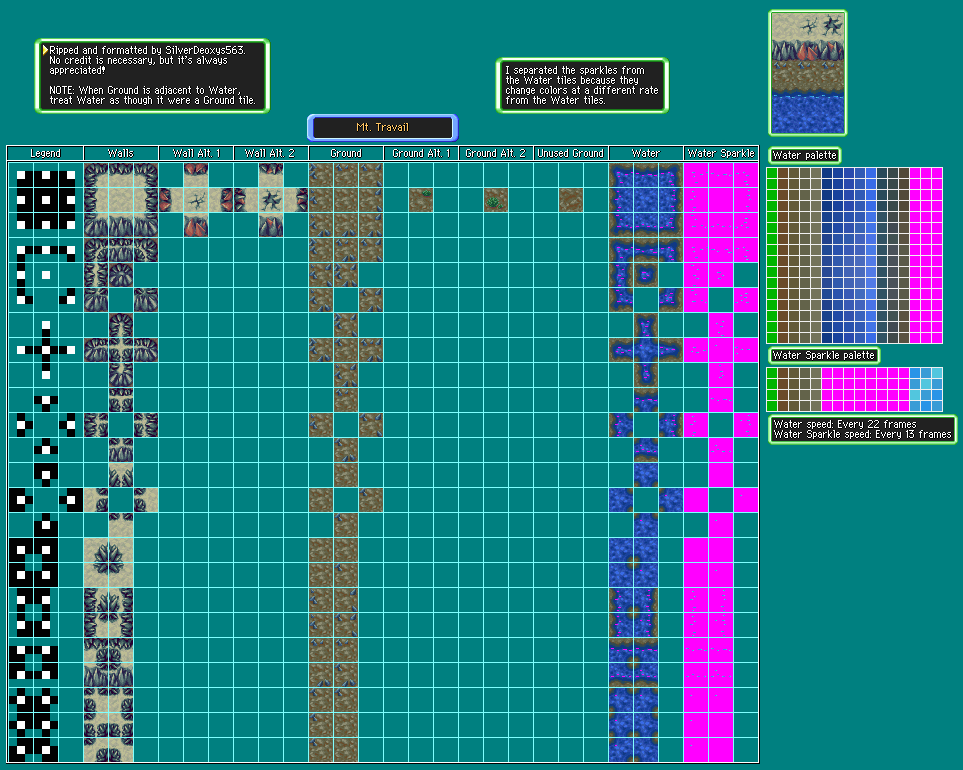 Ripped and formatted by SilverDeoxys563.
No credit is necessary, but it's always
appreciated!
NOTE: When Ground is adjacent to Water,
treat Water as though it were a Ground tile.
I separated the sparkles from
the Water tiles because they
change colors at a different rate
from the Water tiles.
Mt. Travail
Legend Walls Wall Alt. 1 Wall Alt. 2 Ground Ground Alt. 1 Ground Alt. 2 Unused Ground Water Water Sparkle
Water palette
Water Sparkle palette
Water speed: Every 22 frames
Water Sparkle speed: Every 13 frames